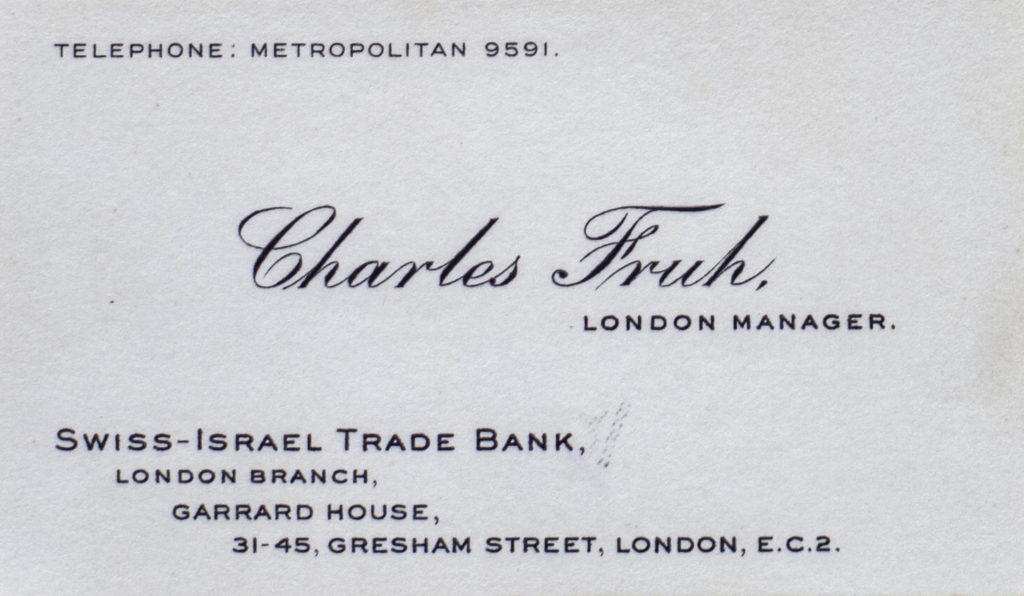 TELEPHONE: METROPOLITAN 9591.
Charles Fruh,
LONDON MANAGER.
SWISS-ISRAEL TRADE BANK,
LONDON BRANCH,
GARRARD HOUSE,
31-45, GRESHAM STREET, LONDON, E.C.2.